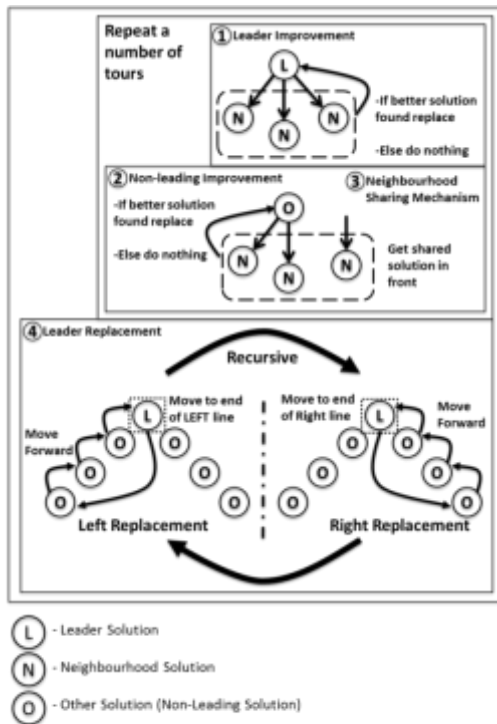 Repeat a
number of
tours
① Leader Improvement
L
N
N
N
-If better solution
found replace
-Else do nothing
② Non-leading Improvement
-If better solution
found replace
-Else do nothing
O
N
N
③ Neighbourhood
Sharing Mechanism
N
Get shared
solution in
front
④ Leader Replacement
Recursive
Move to end
of LEFT line
Move
Forward
L
O
O
O
O
O
O
Left Replacement
Move to end
of Right line
Move
Forward
L
O
O
O
O
O
O
Right Replacement
L - Leader Solution
N - Neighbourhood Solution
O - Other Solution (Non-Leading Solution)